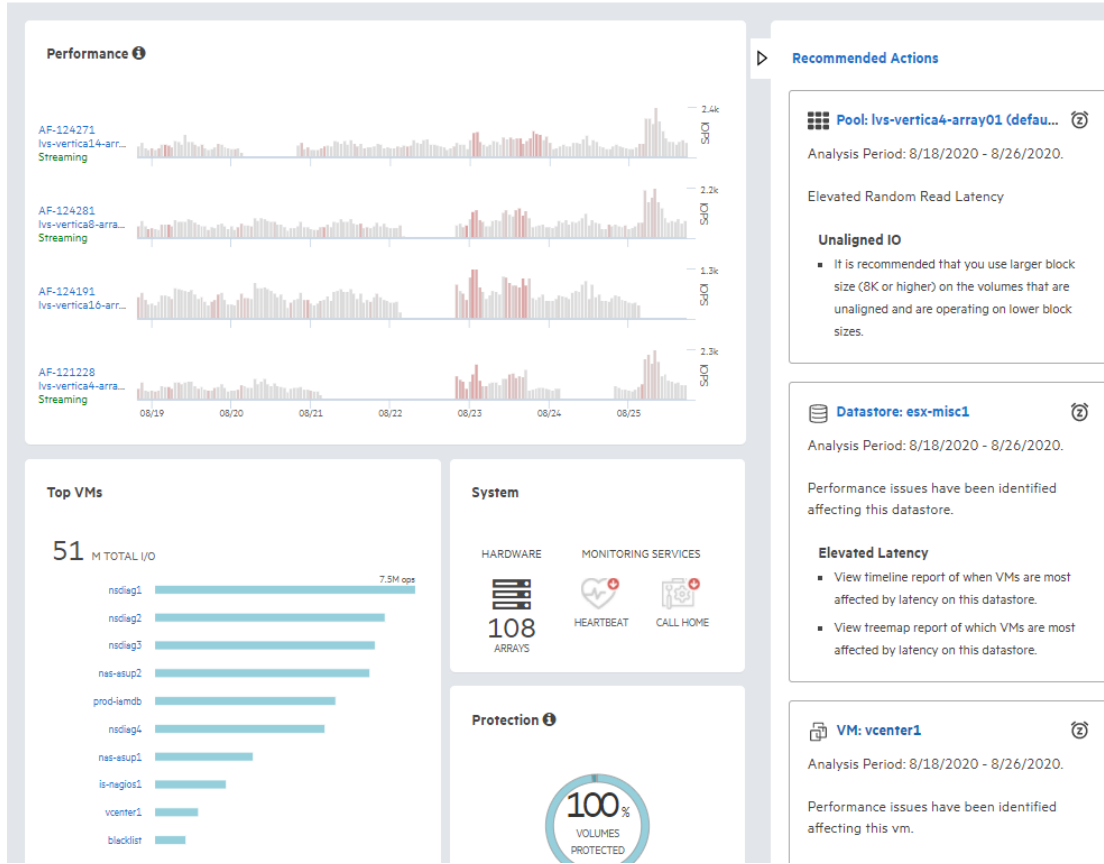 Performance
2.4k
IOPS
AF-124271
lvs-vertica14-arr...
Streaming
2.2k
IOPS
AF-124281
lvs-vertica8-arra...
Streaming
1.3k
IOPS
AF-124191
lvs-vertica16-arr...
2.3k
IOPS
AF-121228
lvs-vertica4-arra...
Streaming
08/19 08/20 08/21 08/22 08/23 08/24 08/25
Top VMs
51 M TOTAL I/O
7.5M ops
nsdiag1
nsdiag2
nsdiag3
nas-asup2
prod-iamdb
nsdiag4
nas-asup1
is-nagios1
vcenter1
blacklist
System
HARDWARE MONITORING SERVICES
108
ARRAYS
HEARTBEAT CALL HOME
Protection
100%
VOLUMES
PROTECTED
Recommended Actions
Pool: lvs-vertica4-array01 (defau...
Analysis Period: 8/18/2020 - 8/26/2020.
Elevated Random Read Latency
Unaligned IO
It is recommended that you use larger block
size (8K or higher) on the volumes that are
unaligned and are operating on lower block
sizes.
Datastore: esx-misc1
Analysis Period: 8/18/2020 - 8/26/2020.
Performance issues have been identified
affecting this datastore.
Elevated Latency
View timeline report of when VMs are most
affected by latency on this datastore.
View treemap report of which VMs are most
affected by latency on this datastore.
VM: vcenter1
Analysis Period: 8/18/2020 - 8/26/2020.
Performance issues have been identified
affecting this vm.